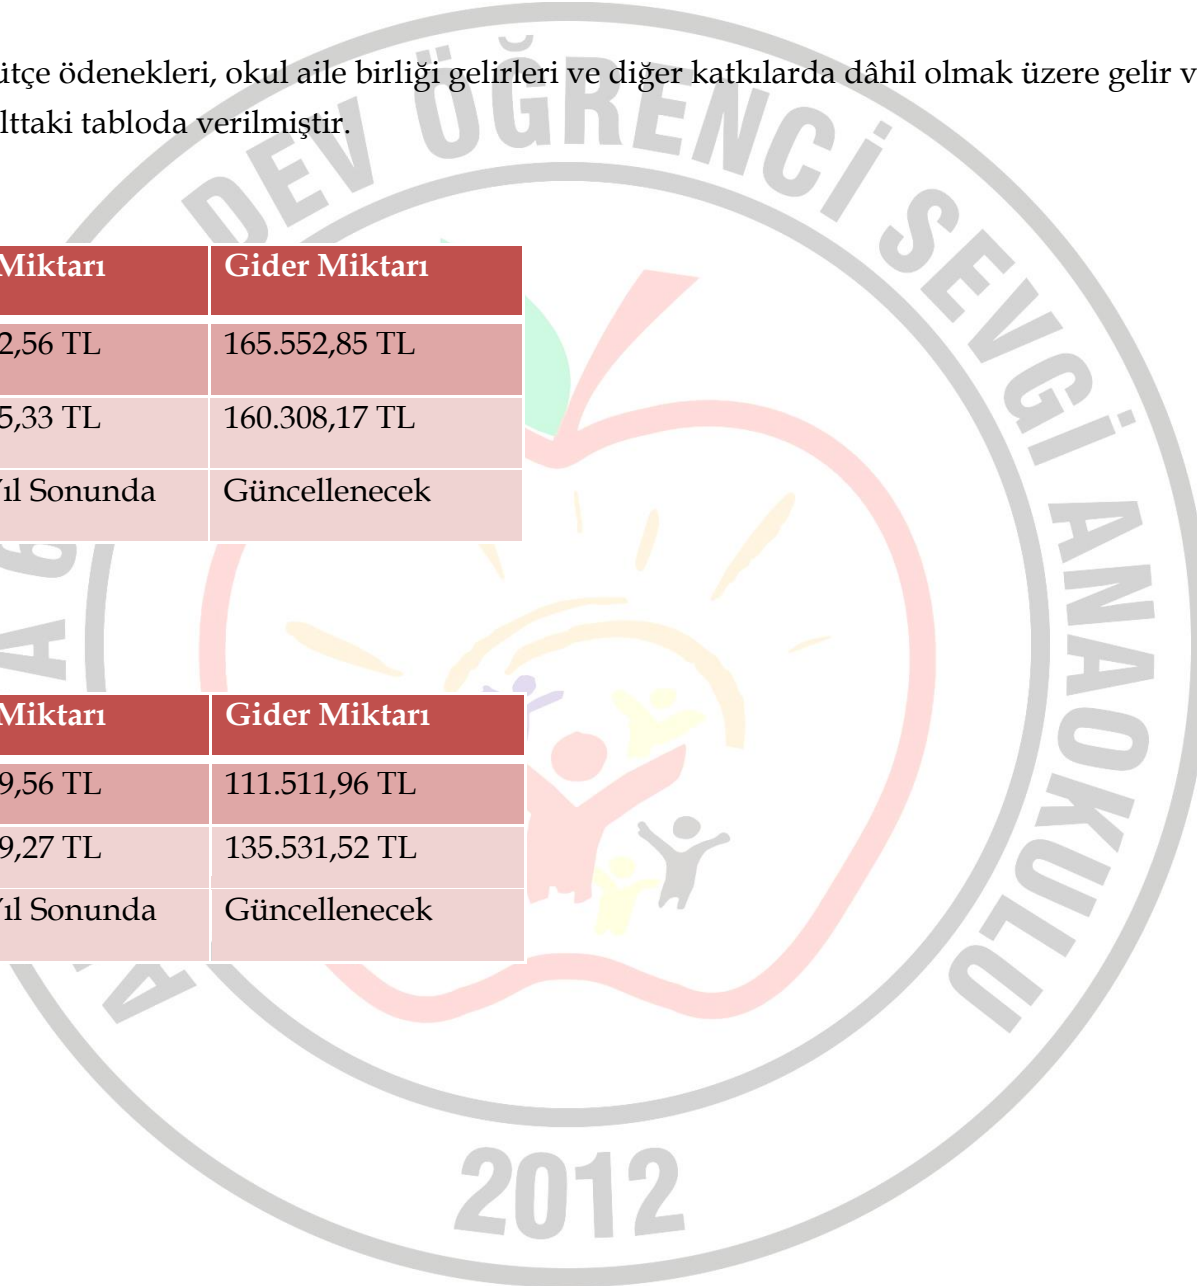 ütçe ödenekleri, okul aile birliği gelirleri ve diğer katkılarda dâhil olmak üzere gelir v
lttaki tabloda verilmiştir.
DEV ÖĞRENCİ SEVGİ ANAOKULU
Miktarı Gider Miktarı
2,56 TL 165.552,85 TL
5,33 TL 160.308,17 TL
Yıl Sonunda Güncellenecek
Miktarı Gider Miktarı
9,56 TL 111.511,96 TL
9,27 TL 135.531,52 TL
Yıl Sonunda Güncellenecek
2012